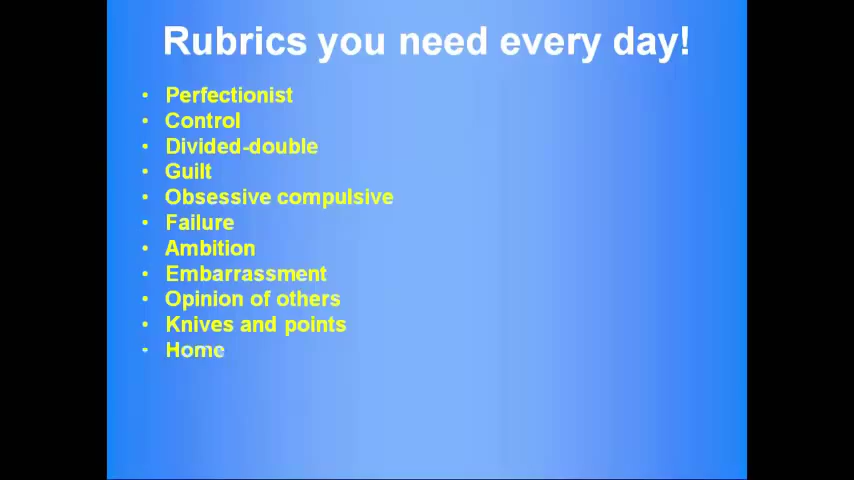 Rubrics you need every day!
• Perfectionist
• Control
• Divided-double
• Guilt
• Obsessive compulsive
• Failure
• Ambition
• Embarrassment
• Opinion of others
• Knives and points
• Home